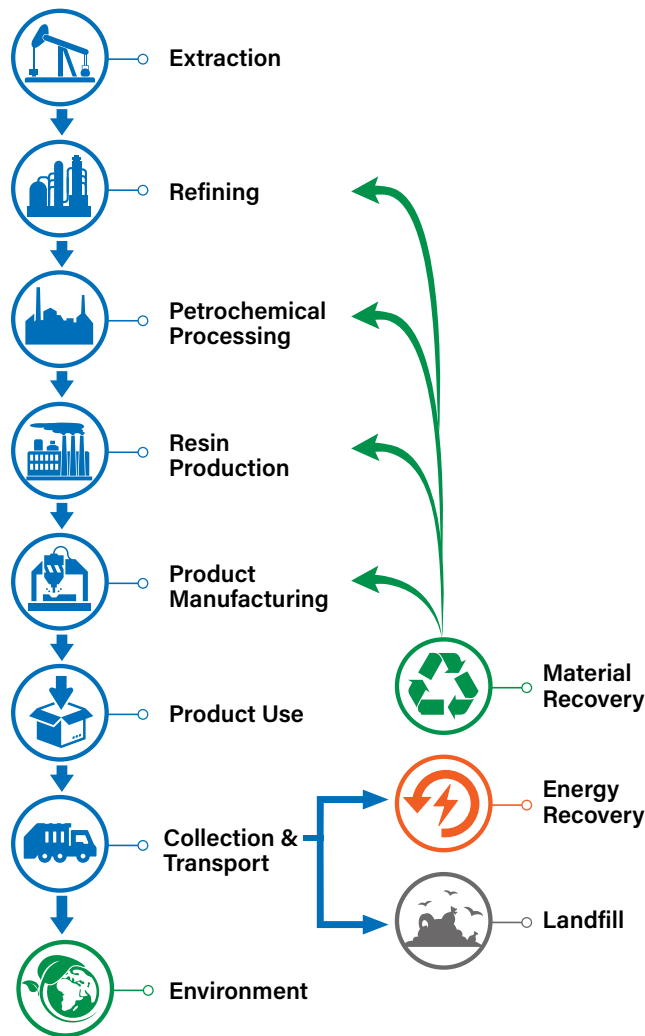 Extraction
Refining
Petrochemical
Processing
Resin
Production
Product
Manufacturing
Product Use
Material
Recovery
Energy
Recovery
Collection &
Transport
Landfill
Environment